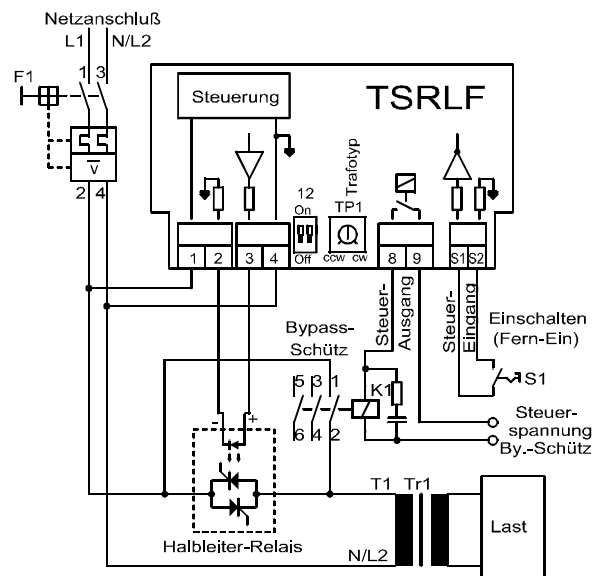 Netzanschluß
L1 N/L2
1 3
F1
2 4
Steuerung
TSRLF
12
On
Off
TP1
Trafotyp
ccw cw
1 2 3 4 8 9 S1 S2
Steuer-
Ausgang
Steuer-
Eingang
Einschalten
(Fern-Ein)
S1
Bypass-
Schütz
5 3 1
6 4 2
K1
Steuer-
spannung
By.-Schütz
- +
Halbleiter-Relais
T1 Tr1
N/L2
Last